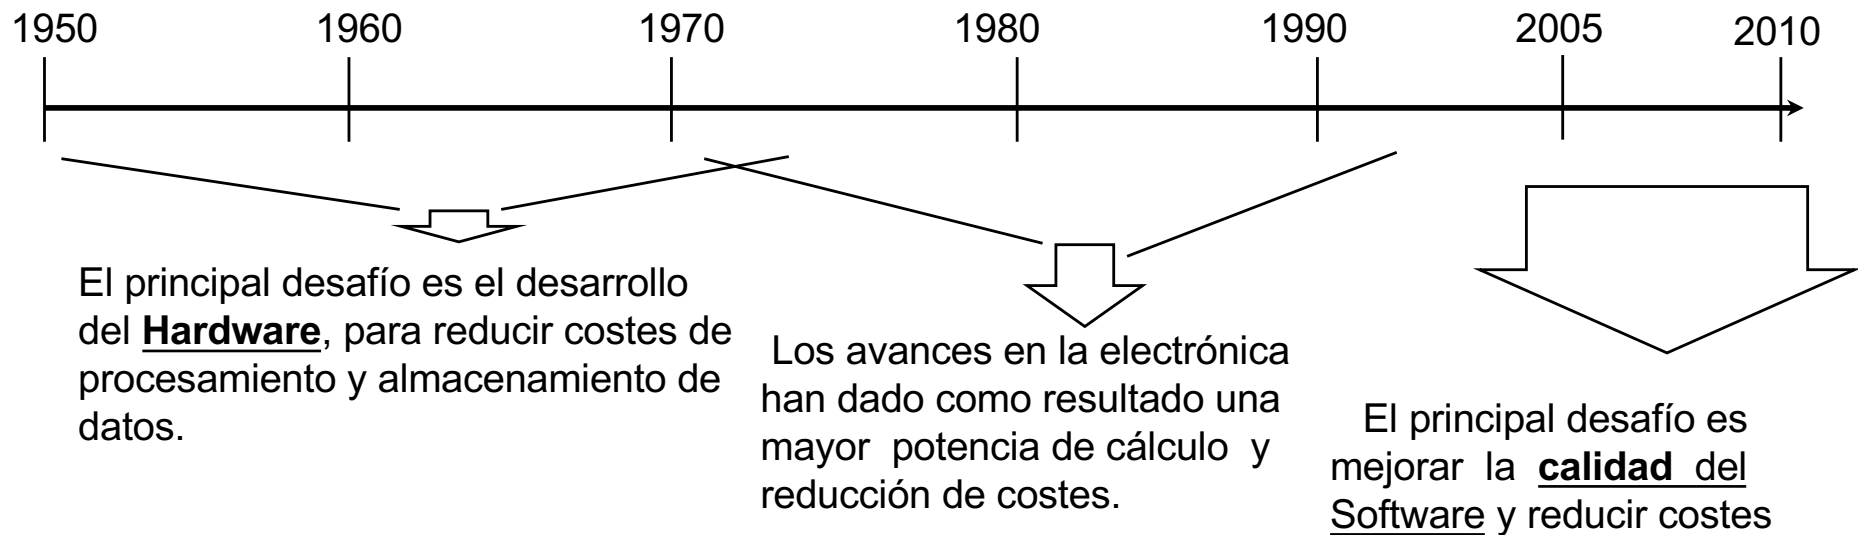 1950 1960 1970 1980 1990 2005 2010
El principal desafío es el desarrollo
del Hardware, para reducir costes de
procesamiento y almacenamiento de
datos.
Los avances en la electrónica
han dado como resultado una
mayor potencia de cálculo y
reducción de costes.
El principal desafío es
mejorar la calidad del
Software y reducir costes